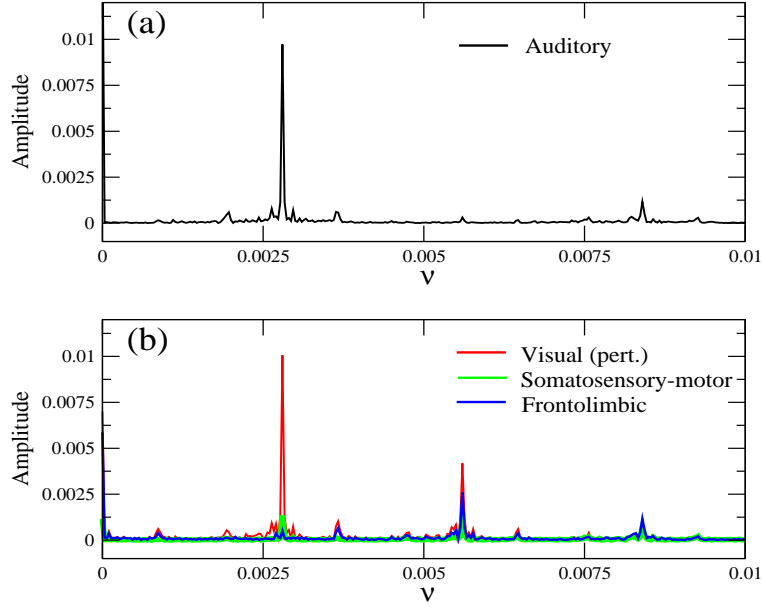 (a)
Auditory
Amplitude
0.01
0.0075
0.005
0.0025
0
0 0.0025 0.005 0.0075 0.01
ν
(b)
Visual (pert.)
Somatosensory-motor
Frontolimbic
Amplitude
0.01
0.0075
0.005
0.0025
0
0 0.0025 0.005 0.0075 0.01
ν